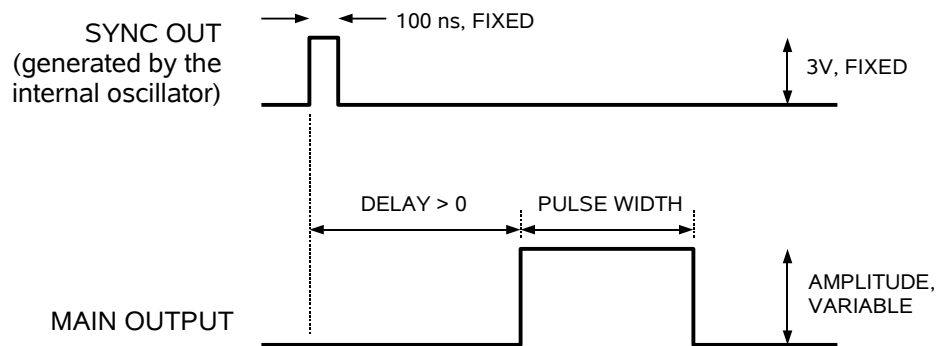 100 ns, FIXED
SYNC OUT
(generated by the
internal oscillator)
3V, FIXED
DELAY > 0
PULSE WIDTH
AMPLITUDE,
VARIABLE
MAIN OUTPUT